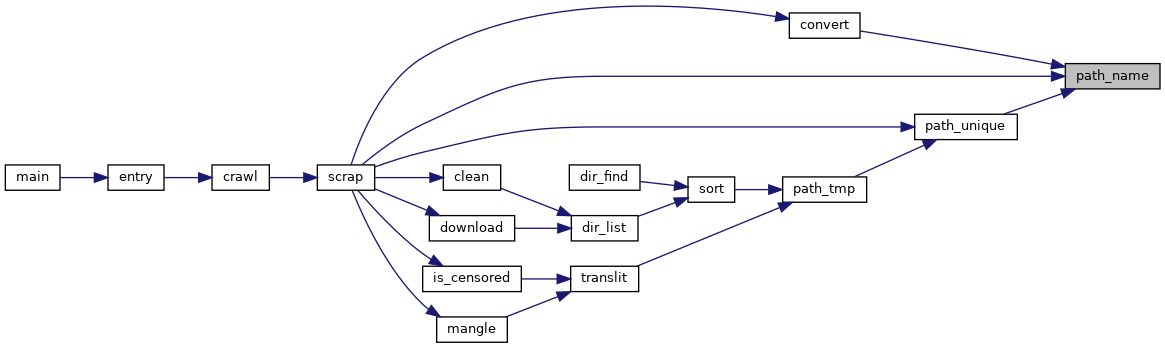 convert
path_name
path_unique
main
entry
crawl
scrap
clean
dir_find
sort
path_tmp
download
dir_list
is_censored
translit
mangle